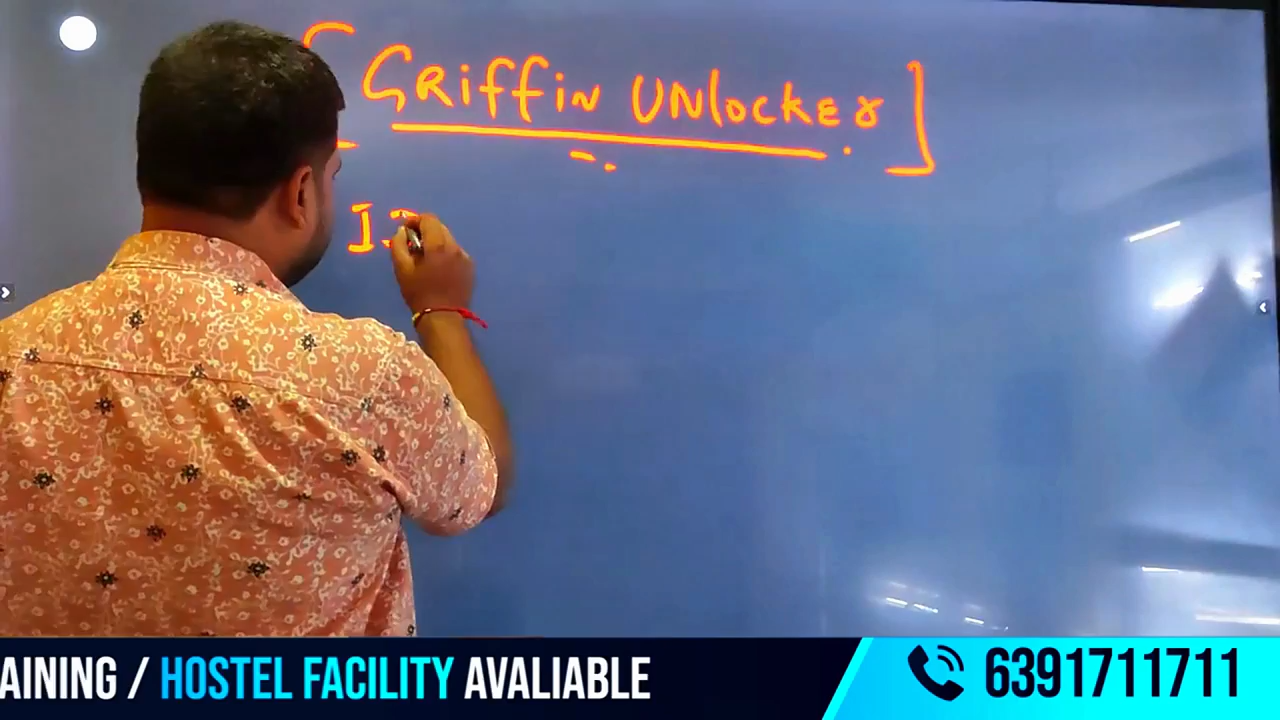 [GRiffiN UNlocKEr]
AINING / HOSTEL FACILITY AVALIABLE
6391711711